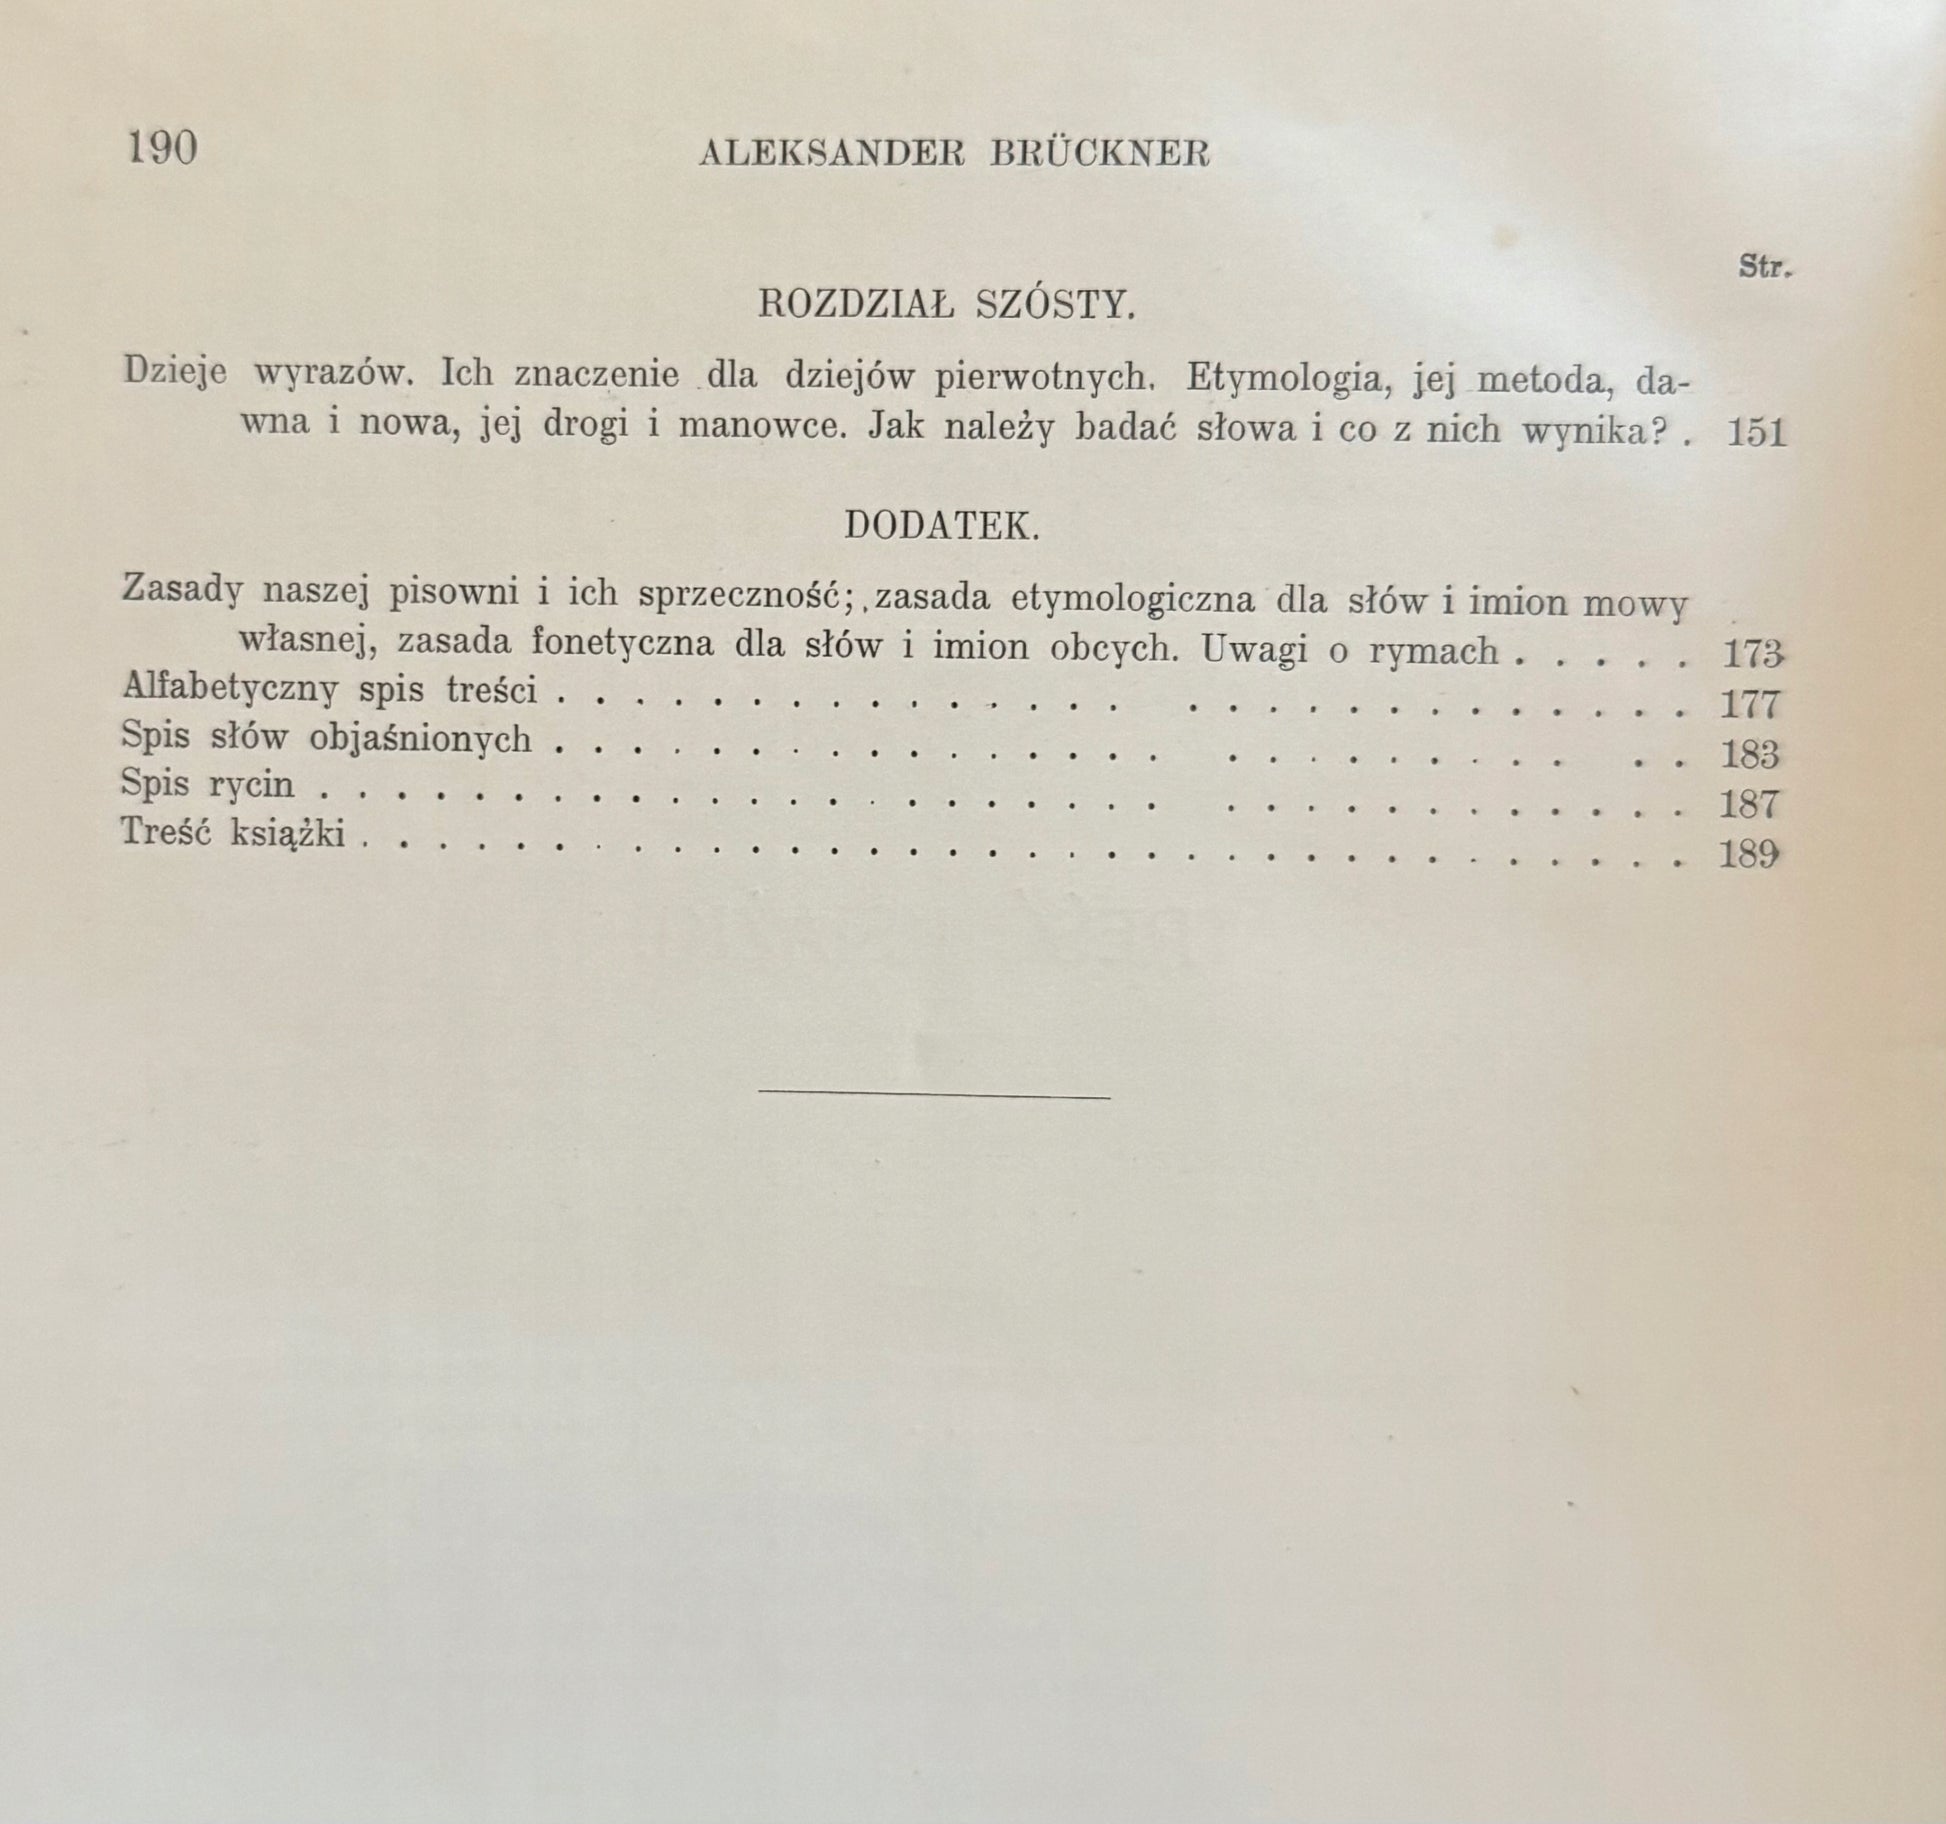 190
ALEKSANDER BRÜCKNER
Str.
ROZDZIAŁ SZÓSTY.
Dzieje wyrazów. Ich znaczenie dla dziejów pierwotnych. Etymologia, jej metoda, da-
wna i nowa, jej drogi i manowce. Jak należy badać słowa i co z nich wynika? . 151
DODATEK.
Zasady naszej pisowni i ich sprzeczność; zasada etymologiczna dla słów i imion mowy
własnej, zasada fonetyczna dla słów i imion obcych. Uwagi o rymach . . . . . 173
Alfabetyczny spis treści . . . . . . . . . . . . . . . . . . . . . . . . . . . . 177
Spis słów objaśnionych . . . . . . . . . . . . . . . . . . . . . . . . . . . 183
Spis rycin . . . . . . . . . . . . . . . . . . . . . . . . . . . . . . . . . . 187
Treść książki . . . . . . . . . . . . . . . . . . . . . . . . . . . . . . . . . . 189